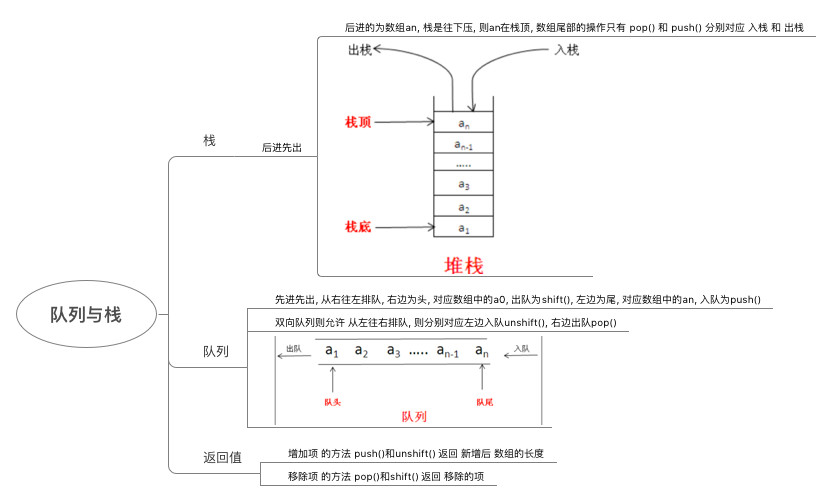 后进的为数组an, 栈是往下压, 则an在栈顶, 数组尾部的操作只有 pop() 和 push() 分别对应 入栈 和 出栈
出栈 入栈
栈顶 an
an-1
.....
a3
a2
栈底 a1
堆栈
栈
后进先出
队列与栈
队列
先进先出, 从右往左排队, 右边为头, 对应数组中的a0, 出队为shift(), 左边为尾, 对应数组中的an, 入队为push()
双向队列则允许 从左往右排队, 则分别对应左边入队unshift(), 右边出队pop()
出队 a1 a2 a3 ..... an-1 an 入队
队头 队尾
队列
返回值
增加项 的方法 push()和unshift() 返回 新增后 数组的长度
移除项 的方法 pop()和shift() 返回 移除的项